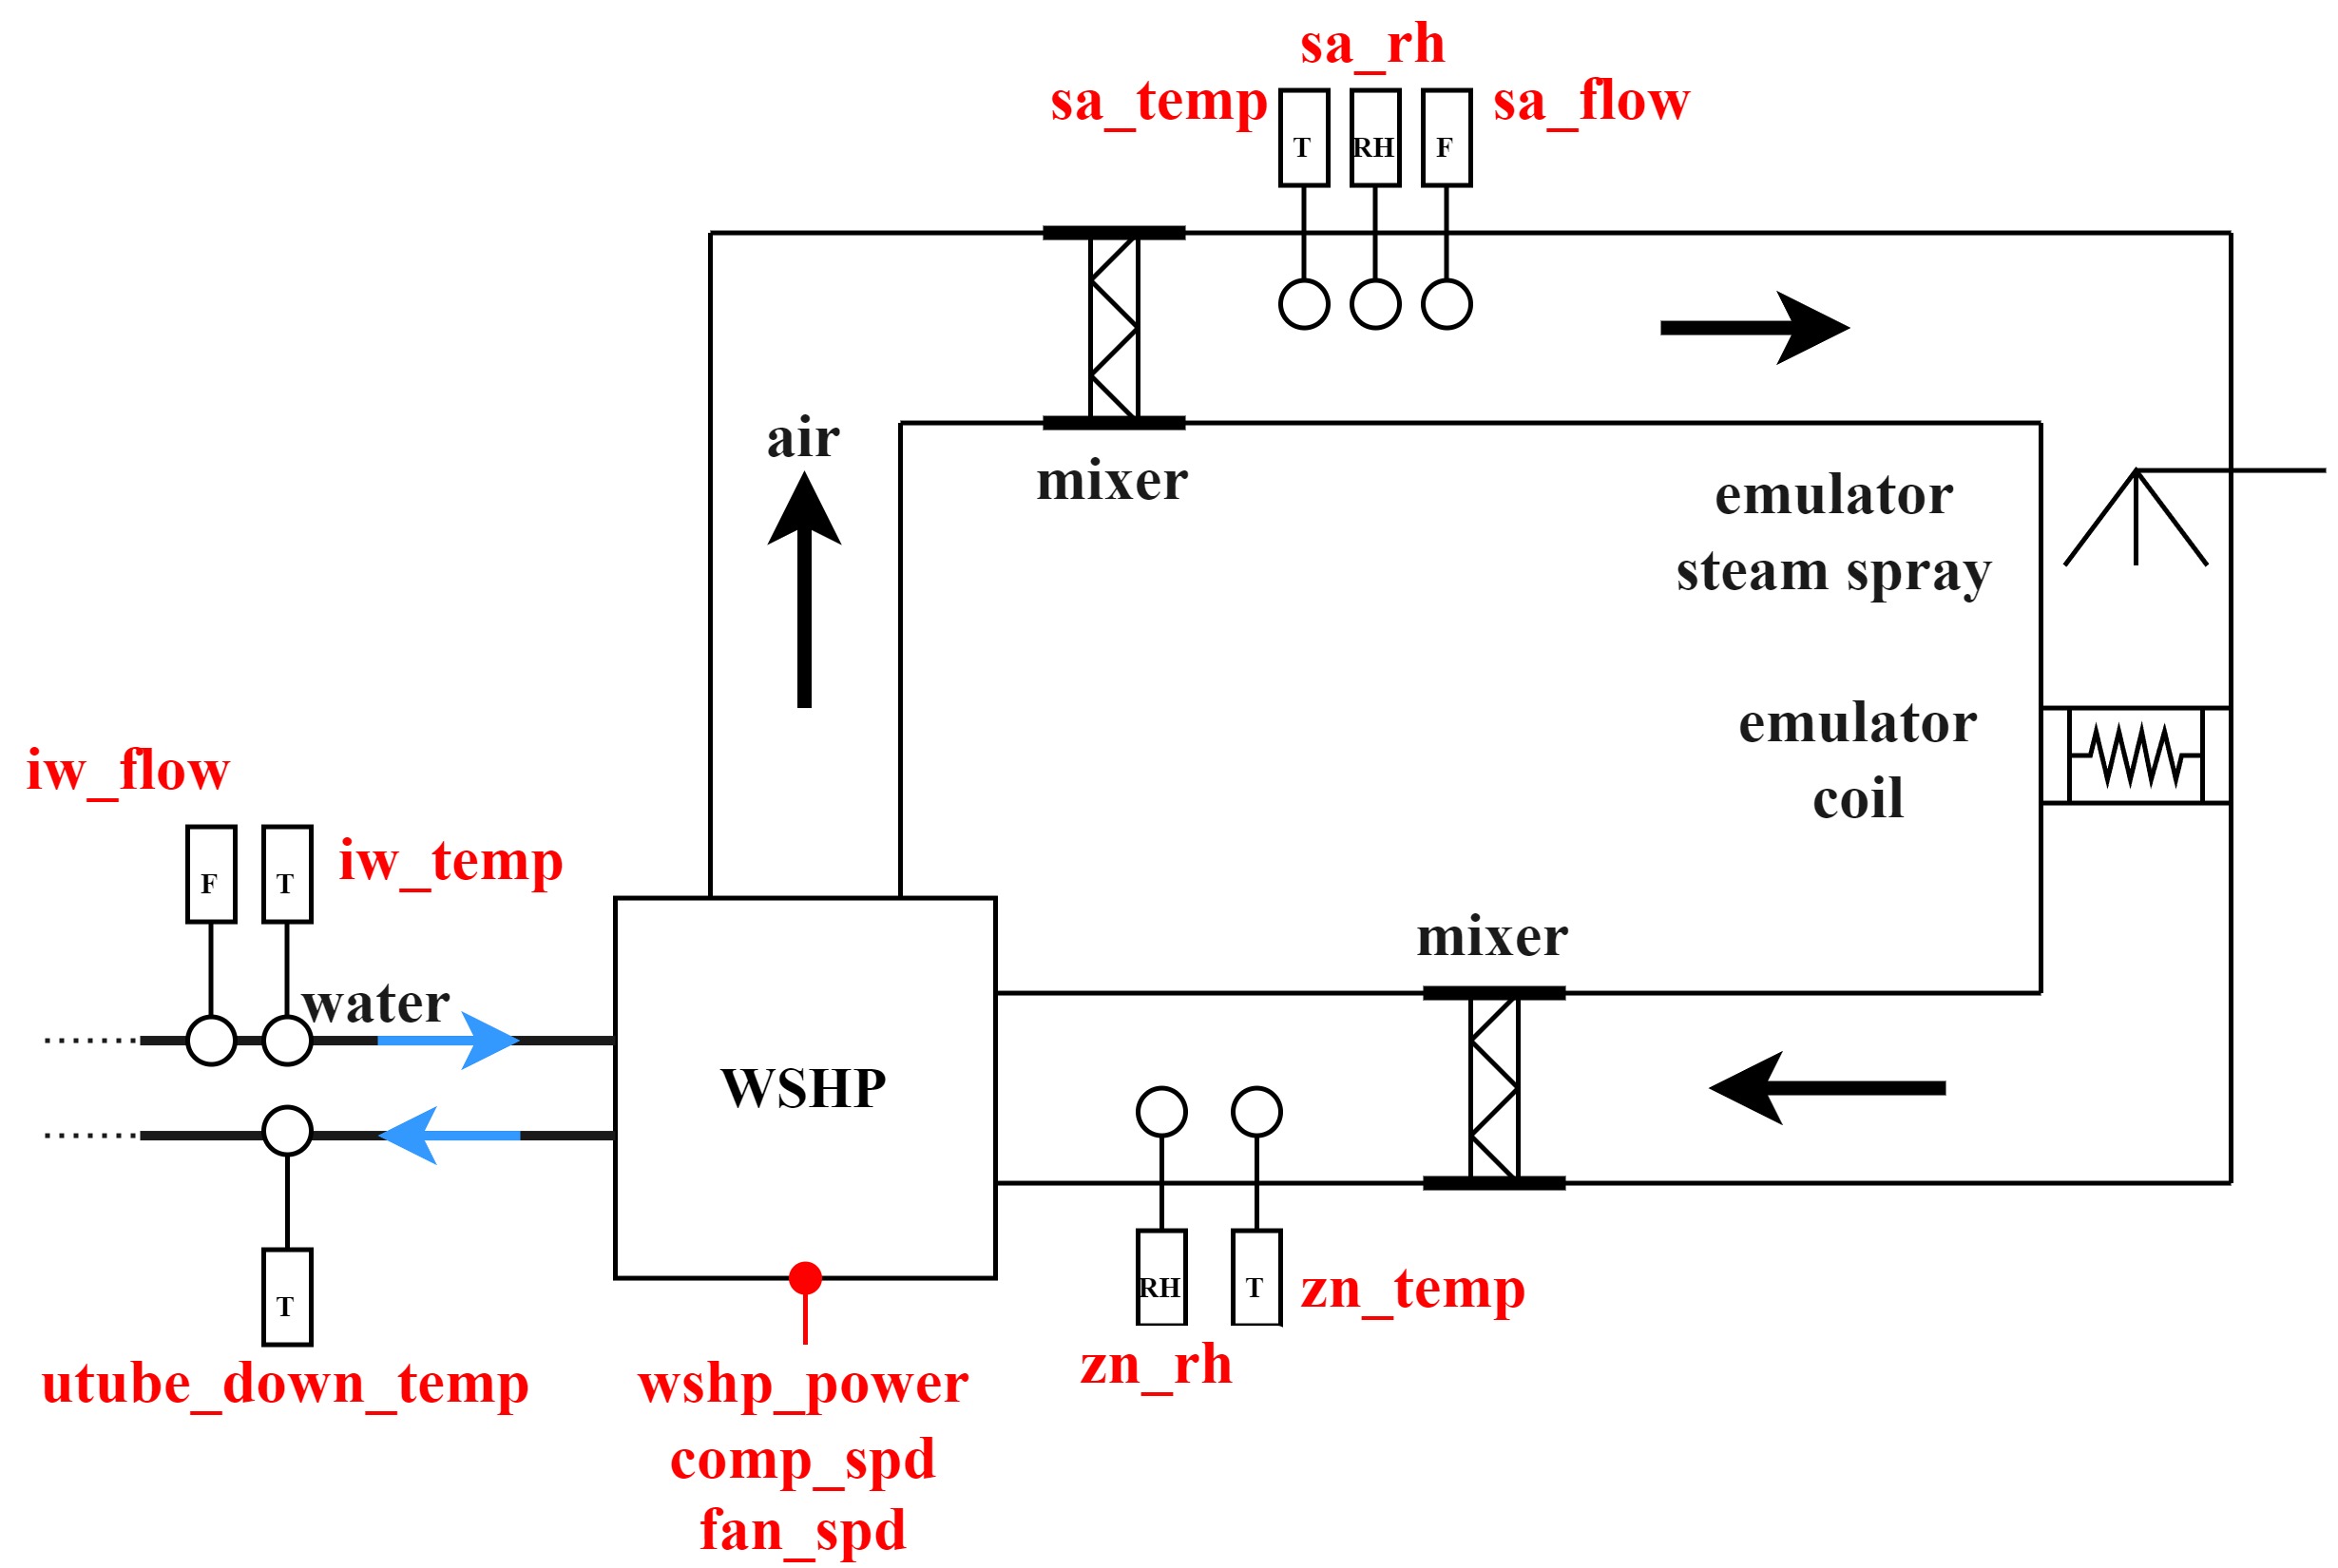 sa_rh
sa_temp
sa_flow
T
RH
F
air
mixer
emulator
steam spray
emulator
coil
iw_flow
iw_temp
F
T
water
mixer
WSHP
RH
T
zn_temp
T
zn_rh
utube_down_temp
wshp_power
comp_spd
fan_spd